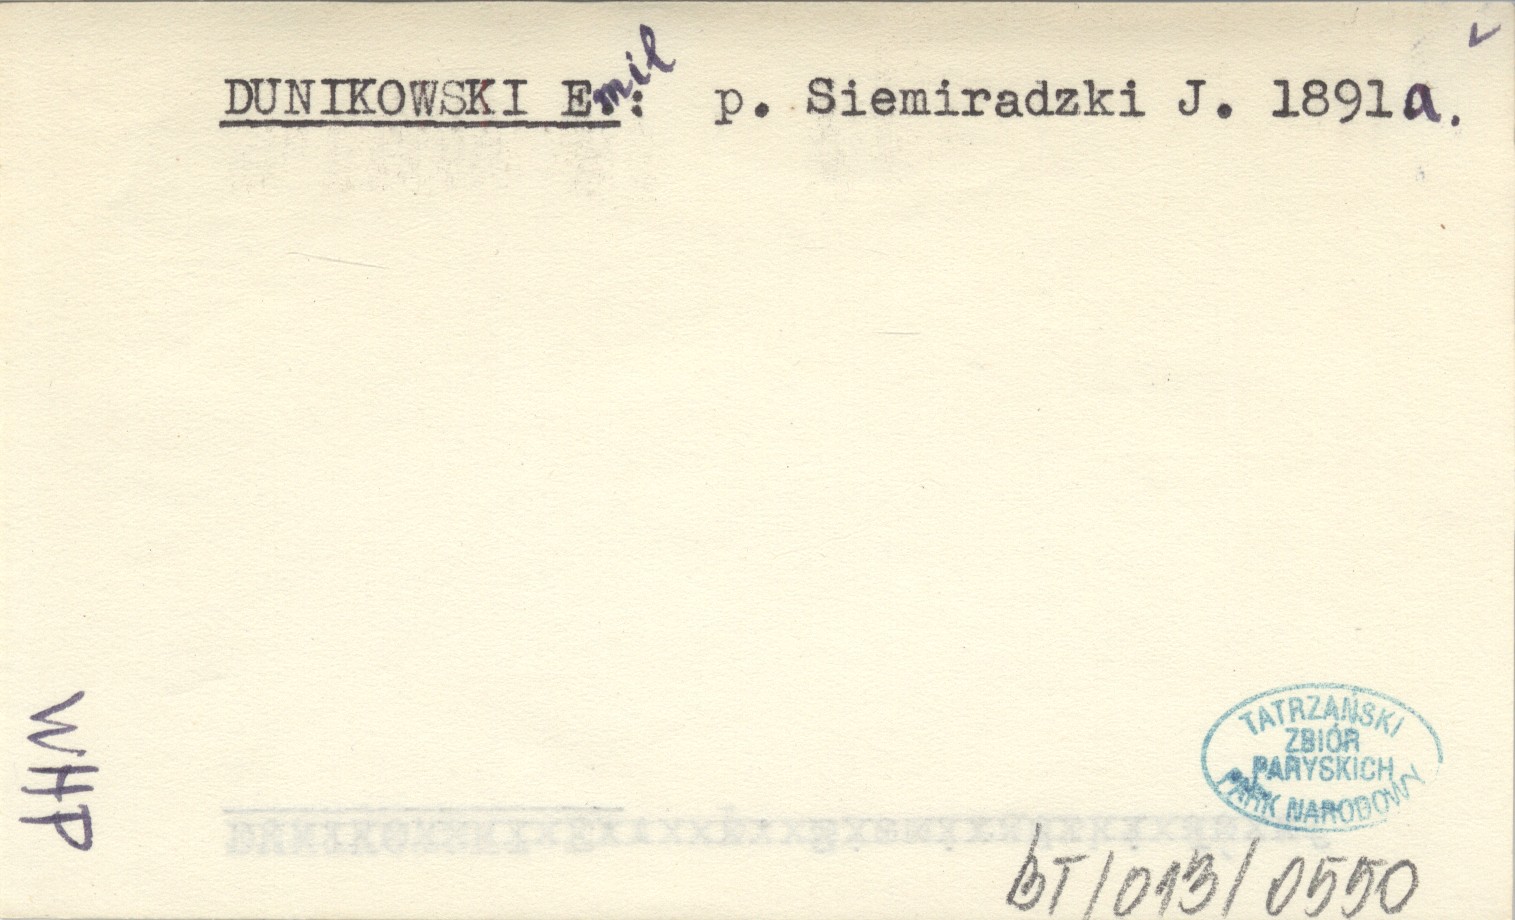 DUNIKOWSKI Emil: p. Siemiradzki J. 1891a.
WHP
TATRZAŃSKI
ZBIÓR
PARYSKICH
PARK NARODOWY
bT/013/0550